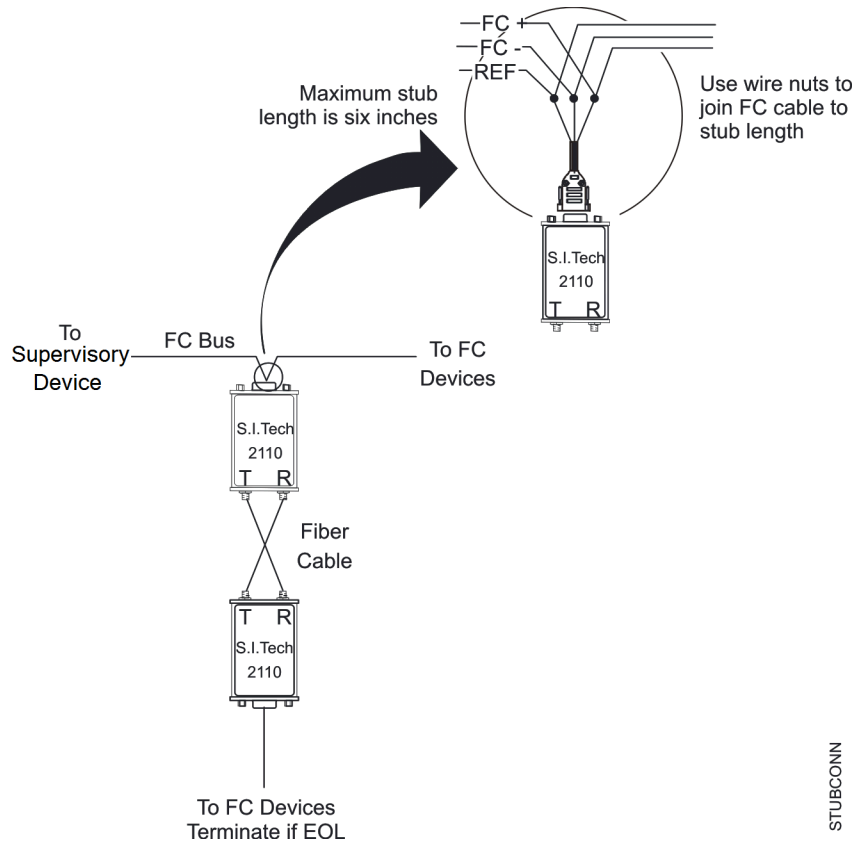 FC +
FC -
REF
Maximum stub
length is six inches
Use wire nuts to
join FC cable to
stub length
S.I.Tech
2110
T R
To
Supervisory
Device
FC Bus
To FC
Devices
S.I.Tech
2110
T R
Fiber
Cable
T R
S.I.Tech
2110
To FC Devices
Terminate if EOL
STUBCONN